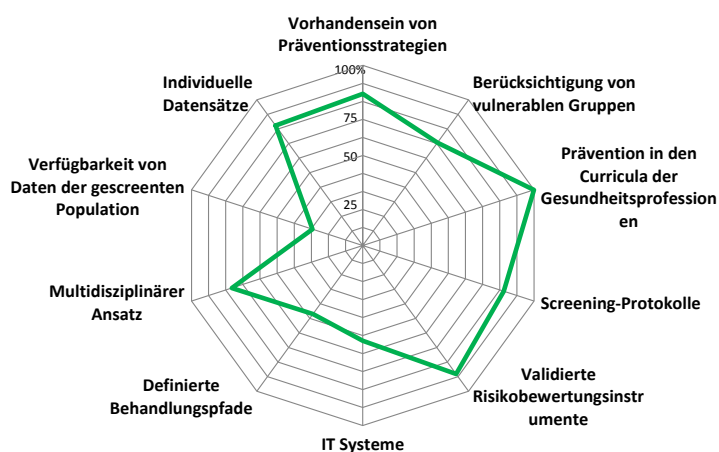 Vorhandensein von
Präventionsstrategien
100%
75
50
25
Berücksichtigung von
vulnerablen Gruppen
Prävention in den
Curricula der
Gesundheitsprofession
en
Screening-Protokolle
Validierte
Risikobewertungsinstr
umente
IT Systeme
Definierte
Behandlungspfade
Multidisziplinärer
Ansatz
Verfügbarkeit von
Daten der gescreenten
Population
Individuelle
Datensätze